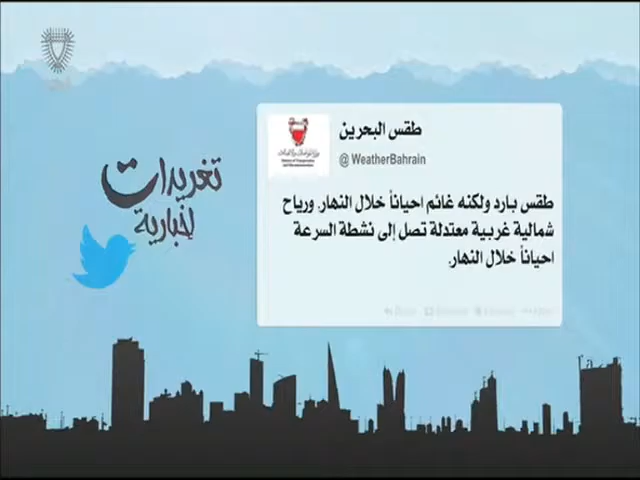 تغريدات
إخبارية
طقس البحرين
@WeatherBahrain
طقس بارد ولكنه غائم احياناً خلال النهار. ورياح
شمالية غربية معتدلة تصل إلى نشطة السرعة
احياناً خلال النهار.